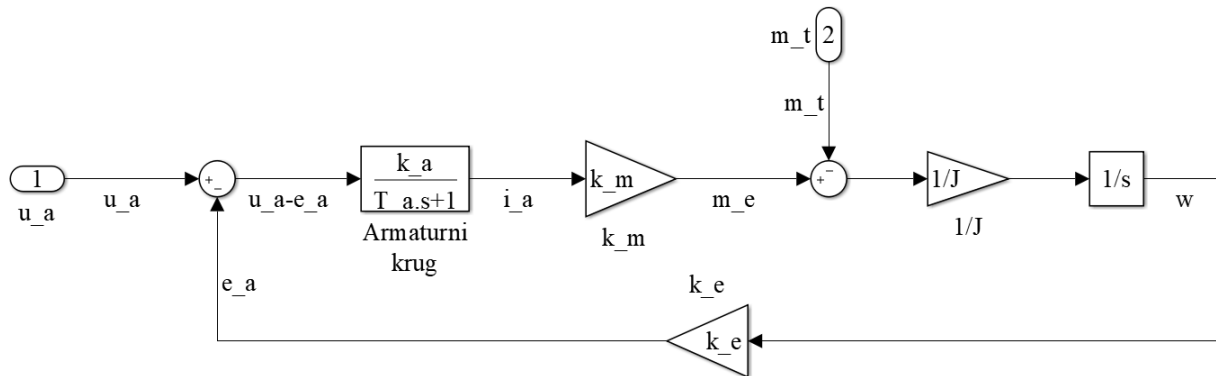 m_t
2
m_t
1
u_a
u_a
+
-
u_a-e_a
k_a
T_a.s+1
Armaturni
krug
i_a
k_m
k_m
m_e
+
-
1/J
1/J
1/s
w
e_a
k_e
k_e